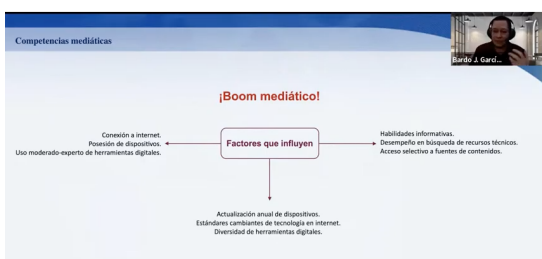 Competencias mediáticas
Bardo J. Garcí...
¡Boom mediático!
Conexión a internet.
Posesión de dispositivos.
Uso moderado-experto de herramientas digitales.
Factores que influyen
Habilidades informativas.
Desempeño en búsqueda de recursos técnicos.
Acceso selectivo a fuentes de contenidos.
Actualización anual de dispositivos.
Estándares cambiantes de tecnología en internet.
Diversidad de herramientas digitales.